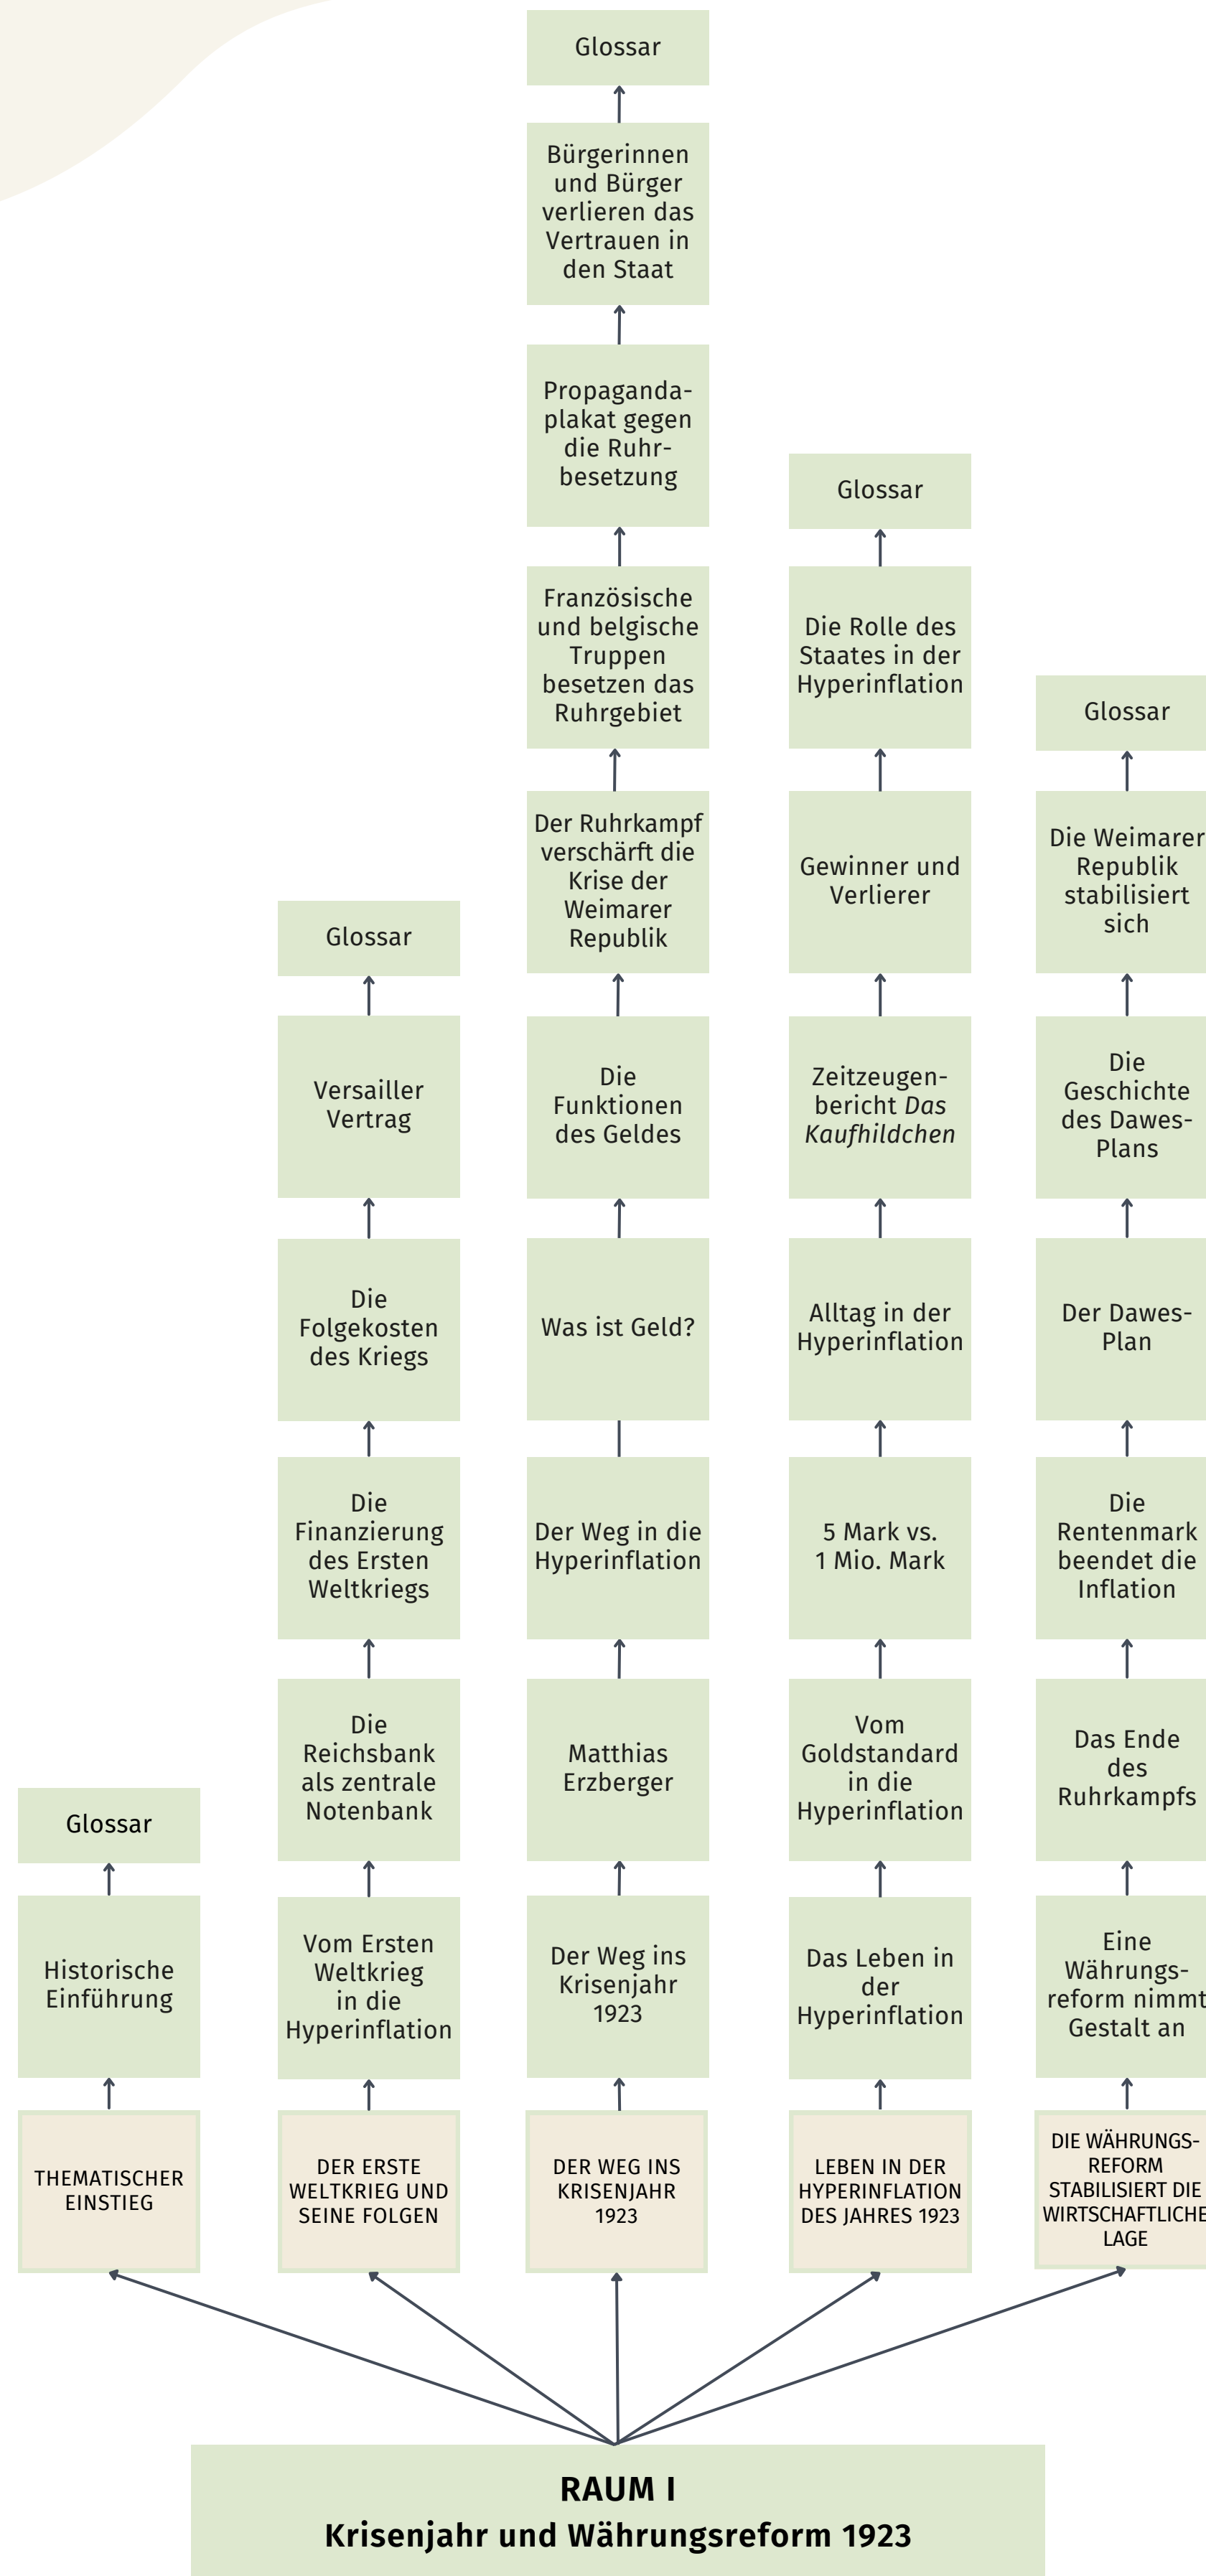 Glossar
Bürgerinnen
und Bürger
verlieren das
Vertrauen in
den Staat
Propaganda-
plakat gegen
die Ruhr-
besetzung
Französische
und belgische
Truppen
besetzen das
Ruhrgebiet
Der Ruhrkampf
verschärft die
Krise der
Weimarer
Republik
Die
Funktionen
des Geldes
Was ist Geld?
Der Weg in die
Hyperinflation
Matthias
Erzberger
Der Weg ins
Krisenjahr
1923
DER WEG INS
KRISENJAHR
1923
Glossar
Die Rolle des
Staates in der
Hyperinflation
Gewinner und
Verlierer
Zeitzeugen-
bericht Das
Kaufhildchen
Alltag in der
Hyperinflation
5 Mark vs.
1 Mio. Mark
Vom
Goldstandard
in die
Hyperinflation
Das Leben in
der
Hyperinflation
LEBEN IN DER
HYPERINFLATION
DES JAHRES 1923
Glossar
Die Weimarer
Republik
stabilisiert
sich
Die
Geschichte
des Dawes-
Plans
Der Dawes-
Plan
Die
Rentenmark
beendet die
Inflation
Das Ende
des
Ruhrkampfs
Eine
Währungs-
reform nimmt
Gestalt an
DIE WÄHRUNGS-
REFORM
STABILISIERT DIE
WIRTSCHAFTLICHE
LAGE
Glossar
Versailler
Vertrag
Die
Folgekosten
des Kriegs
Die
Finanzierung
des Ersten
Weltkriegs
Die
Reichsbank
als zentrale
Notenbank
Vom Ersten
Weltkrieg
in die
Hyperinflation
DER ERSTE
WELTKRIEG UND
SEINE FOLGEN
Glossar
Historische
Einführung
THEMATISCHER
EINSTIEG
RAUM I
Krisenjahr und Währungsreform 1923